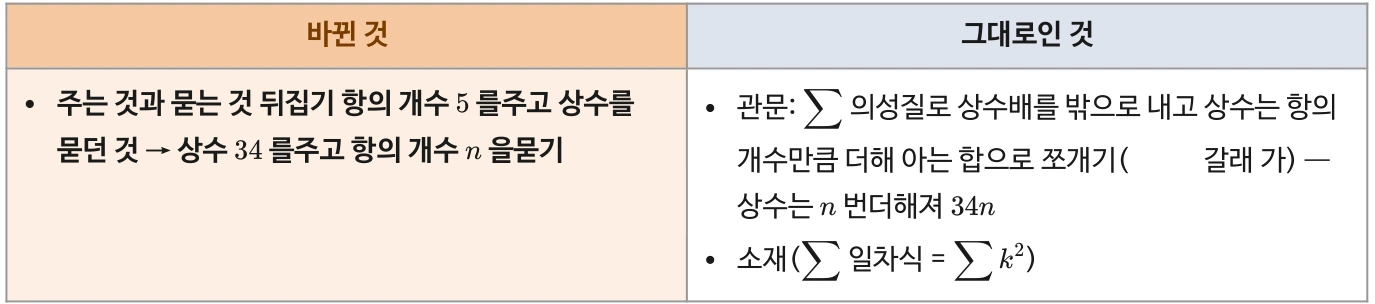 바뀐 것
그대로인 것
• 주는 것과 묻는 것 뒤집기 항의 개수 5 를주고 상수를
묻던 것 → 상수 34 를주고 항의 개수 n 을묻기
• 관문: ∑ 의성질로 상수배를 밖으로 내고 상수는 항의
개수만큼 더해 아는 합으로 쪼개기( 갈래 가) —
상수는 n 번더해져 34n
• 소재(∑ 일차식 = ∑ k²)